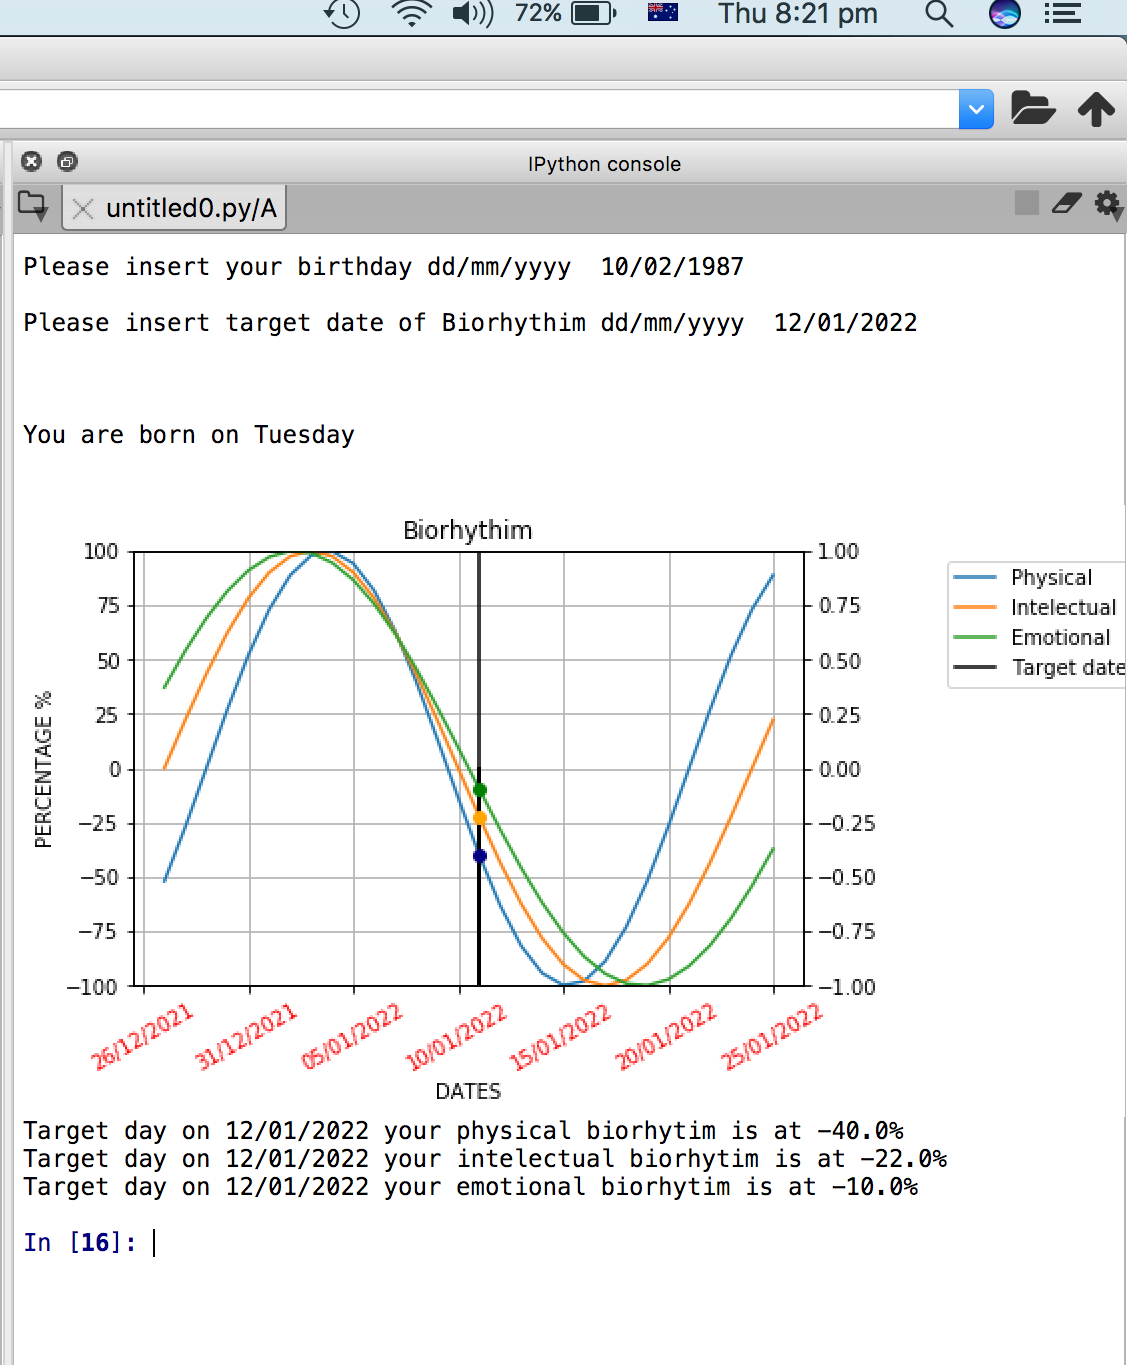 72% Thu 8:21 pm
IPython console
untitled0.py/A
Please insert your birthday dd/mm/yyyy  10/02/1987
Please insert target date of Biorhythim dd/mm/yyyy  12/01/2022
You are born on Tuesday
Biorhythim
100
75
50
25
0
−25
−50
−75
−100
PERCENTAGE %
1.00
0.75
0.50
0.25
0.00
−0.25
−0.50
−0.75
−1.00
Physical
Intelectual
Emotional
Target date
26/12/2021
31/12/2021
05/01/2022
10/01/2022
15/01/2022
20/01/2022
25/01/2022
DATES
Target day on 12/01/2022 your physical biorhytim is at -40.0%
Target day on 12/01/2022 your intelectual biorhytim is at -22.0%
Target day on 12/01/2022 your emotional biorhytim is at -10.0%
In [16]: